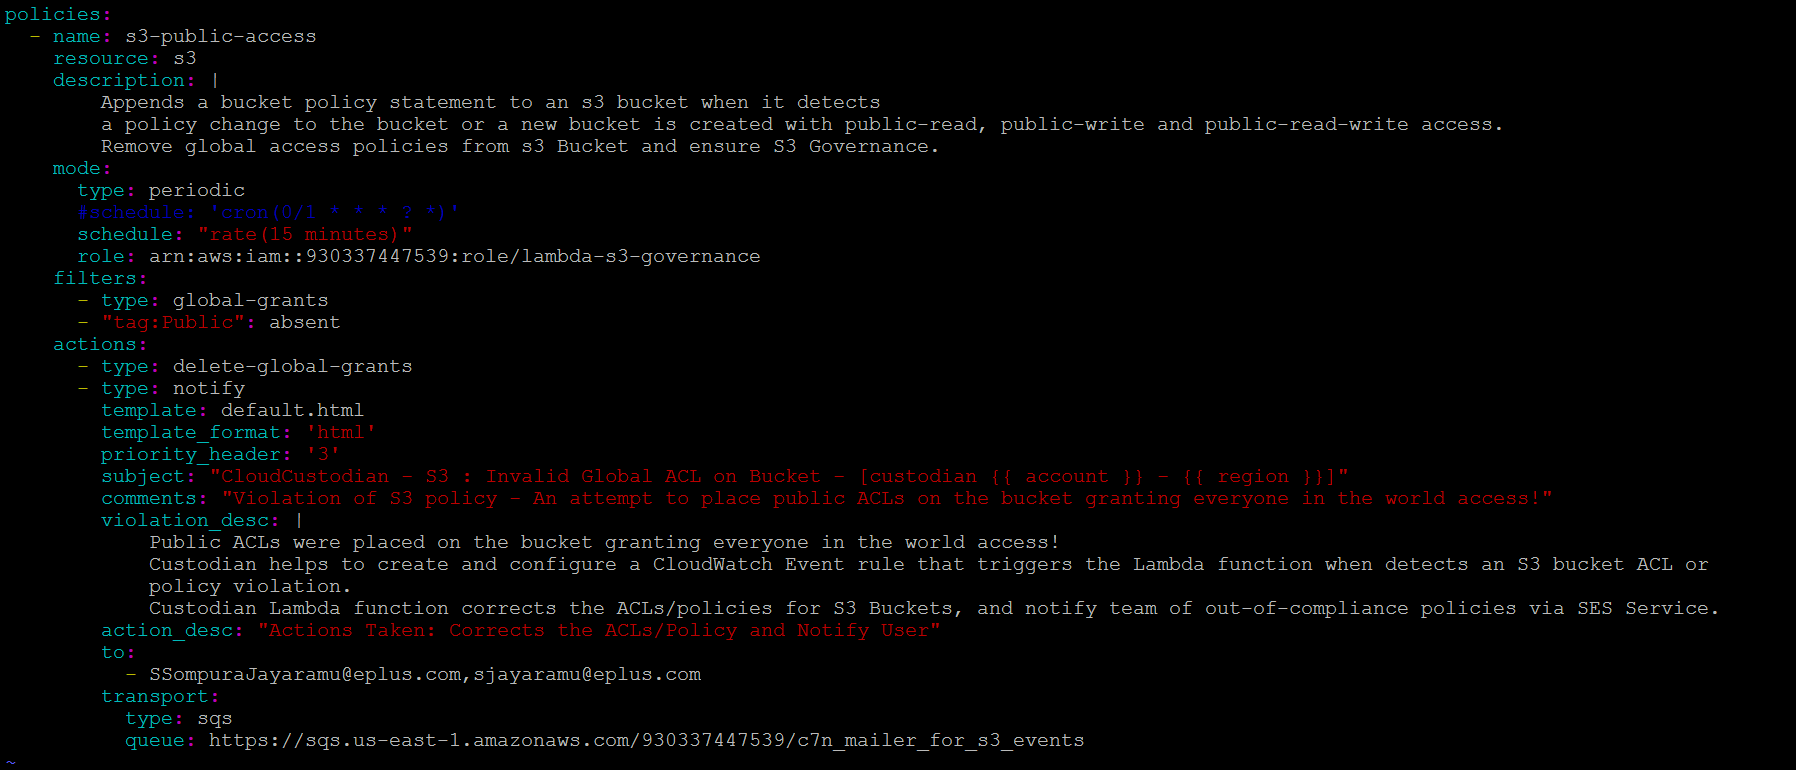 policies:
  - name: s3-public-access
    resource: s3
    description: |
        Appends a bucket policy statement to an s3 bucket when it detects
        a policy change to the bucket or a new bucket is created with public-read, public-write and public-read-write access.
        Remove global access policies from s3 Bucket and ensure S3 Governance.
    mode:
      type: periodic
      #schedule: 'cron(0/1 * * * ? *)'
      schedule: "rate(15 minutes)"
      role: arn:aws:iam::930337447539:role/lambda-s3-governance
    filters:
      - type: global-grants
      - "tag:Public": absent
    actions:
      - type: delete-global-grants
      - type: notify
        template: default.html
        template_format: 'html'
        priority_header: '3'
        subject: "CloudCustodian - S3 : Invalid Global ACL on Bucket - [custodian {{ account }} - {{ region }}]"
        comments: "Violation of S3 policy - An attempt to place public ACLs on the bucket granting everyone in the world access!"
        violation_desc: |
            Public ACLs were placed on the bucket granting everyone in the world access!
            Custodian helps to create and configure a CloudWatch Event rule that triggers the Lambda function when detects an S3 bucket ACL or
            policy violation.
            Custodian Lambda function corrects the ACLs/policies for S3 Buckets, and notify team of out-of-compliance policies via SES Service.
        action_desc: "Actions Taken: Corrects the ACLs/Policy and Notify User"
        to:
          - SSompuraJayaramu@eplus.com,sjayaramu@eplus.com
        transport:
          type: sqs
          queue: https://sqs.us-east-1.amazonaws.com/930337447539/c7n_mailer_for_s3_events
~